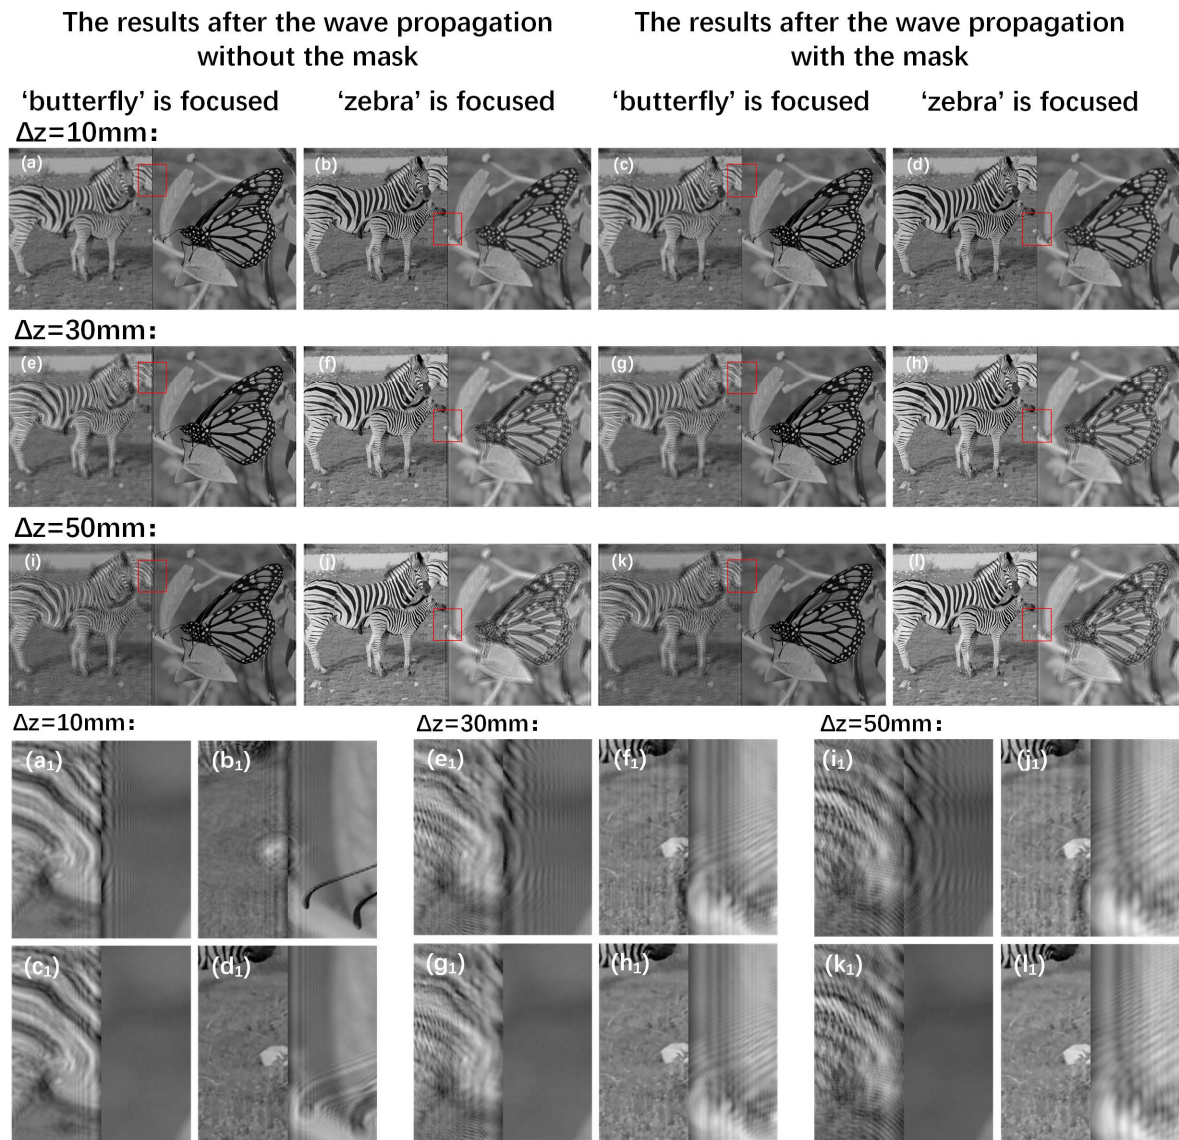 The results after the wave propagation
without the mask
The results after the wave propagation
with the mask
‘butterfly’ is focused
‘zebra’ is focused
‘butterfly’ is focused
‘zebra’ is focused
Δz=10mm:
(a)
(b)
(c)
(d)
Δz=30mm:
(e)
(f)
(g)
(h)
Δz=50mm:
(i)
(j)
(k)
(l)
Δz=10mm:
Δz=30mm:
Δz=50mm:
(a₁)
(b₁)
(e₁)
(f₁)
(i₁)
(j₁)
(c₁)
(d₁)
(g₁)
(h₁)
(k₁)
(l₁)